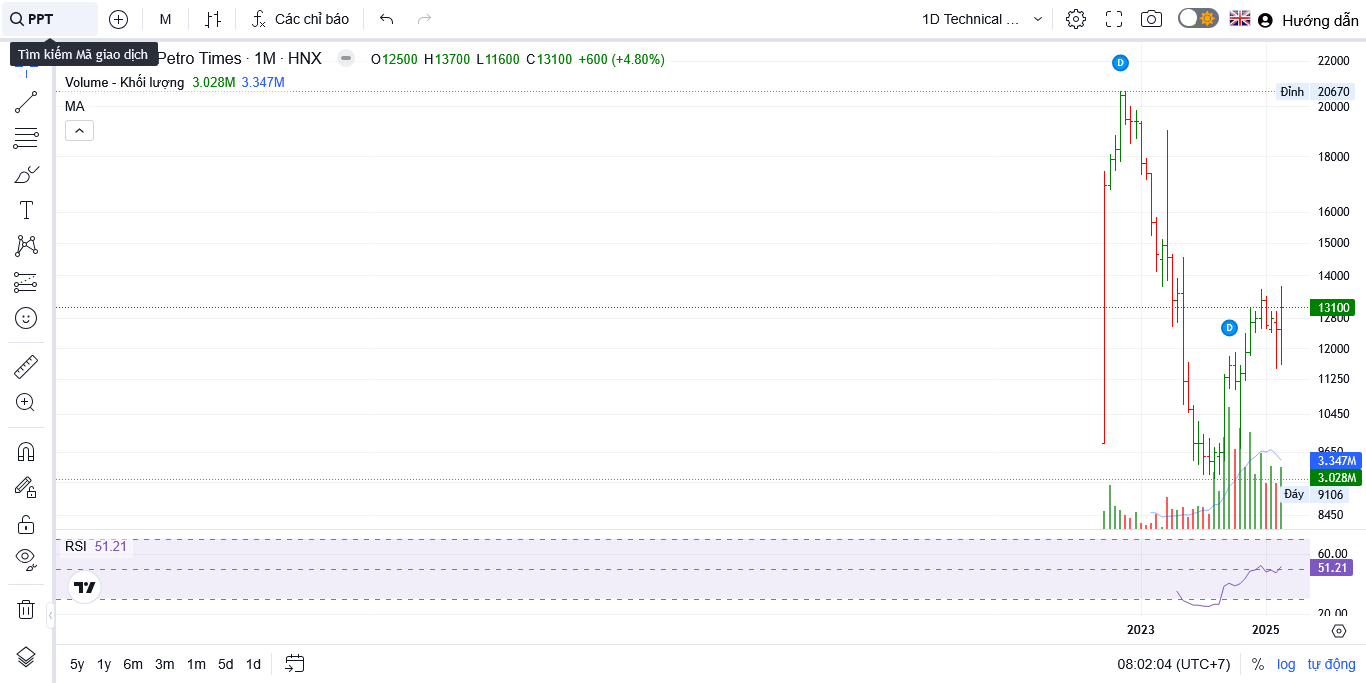 PPT
M
Các chỉ báo
1D Technical ...
Hướng dẫn
Tìm kiếm Mã giao dịch
Petro Times · 1M · HNX
O12500 H13700 L11600 C13100 +600 (+4.80%)
Volume - Khối lượng 3.028M 3.347M
MA
D
D
22000
Đỉnh 20670
20000
18000
16000
15000
14000
13100
12800
12000
11250
10450
9650
3.347M
3.028M
Đáy 9106
8450
RSI 51.21
60.00
51.21
20.00
2023 2025
5y 1y 6m 3m 1m 5d 1d
08:02:04 (UTC+7) % log tự động